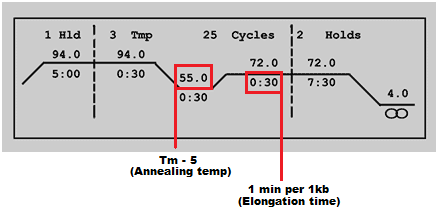 1 Hld 3 Tmp 25 Cycles 2 Holds
94.0 94.0 72.0 72.0
5:00 0:30 55.0 0:30 7:30
0:30 4.0
∞
Tm - 5
(Annealing temp)
1 min per 1kb
(Elongation time)